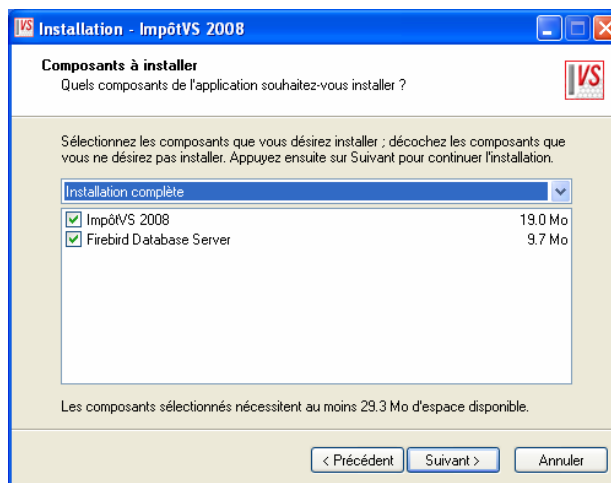 VS Installation - ImpôtVS 2008
Composants à installer
Quels composants de l'application souhaitez-vous installer ?
VS
Sélectionnez les composants que vous désirez installer ; décochez les composants que
vous ne désirez pas installer. Appuyez ensuite sur Suivant pour continuer l'installation.
Installation complète
ImpôtVS 2008 19.0 Mo
Firebird Database Server 9.7 Mo
Les composants sélectionnés nécessitent au moins 29.3 Mo d'espace disponible.
< Précédent Suivant > Annuler